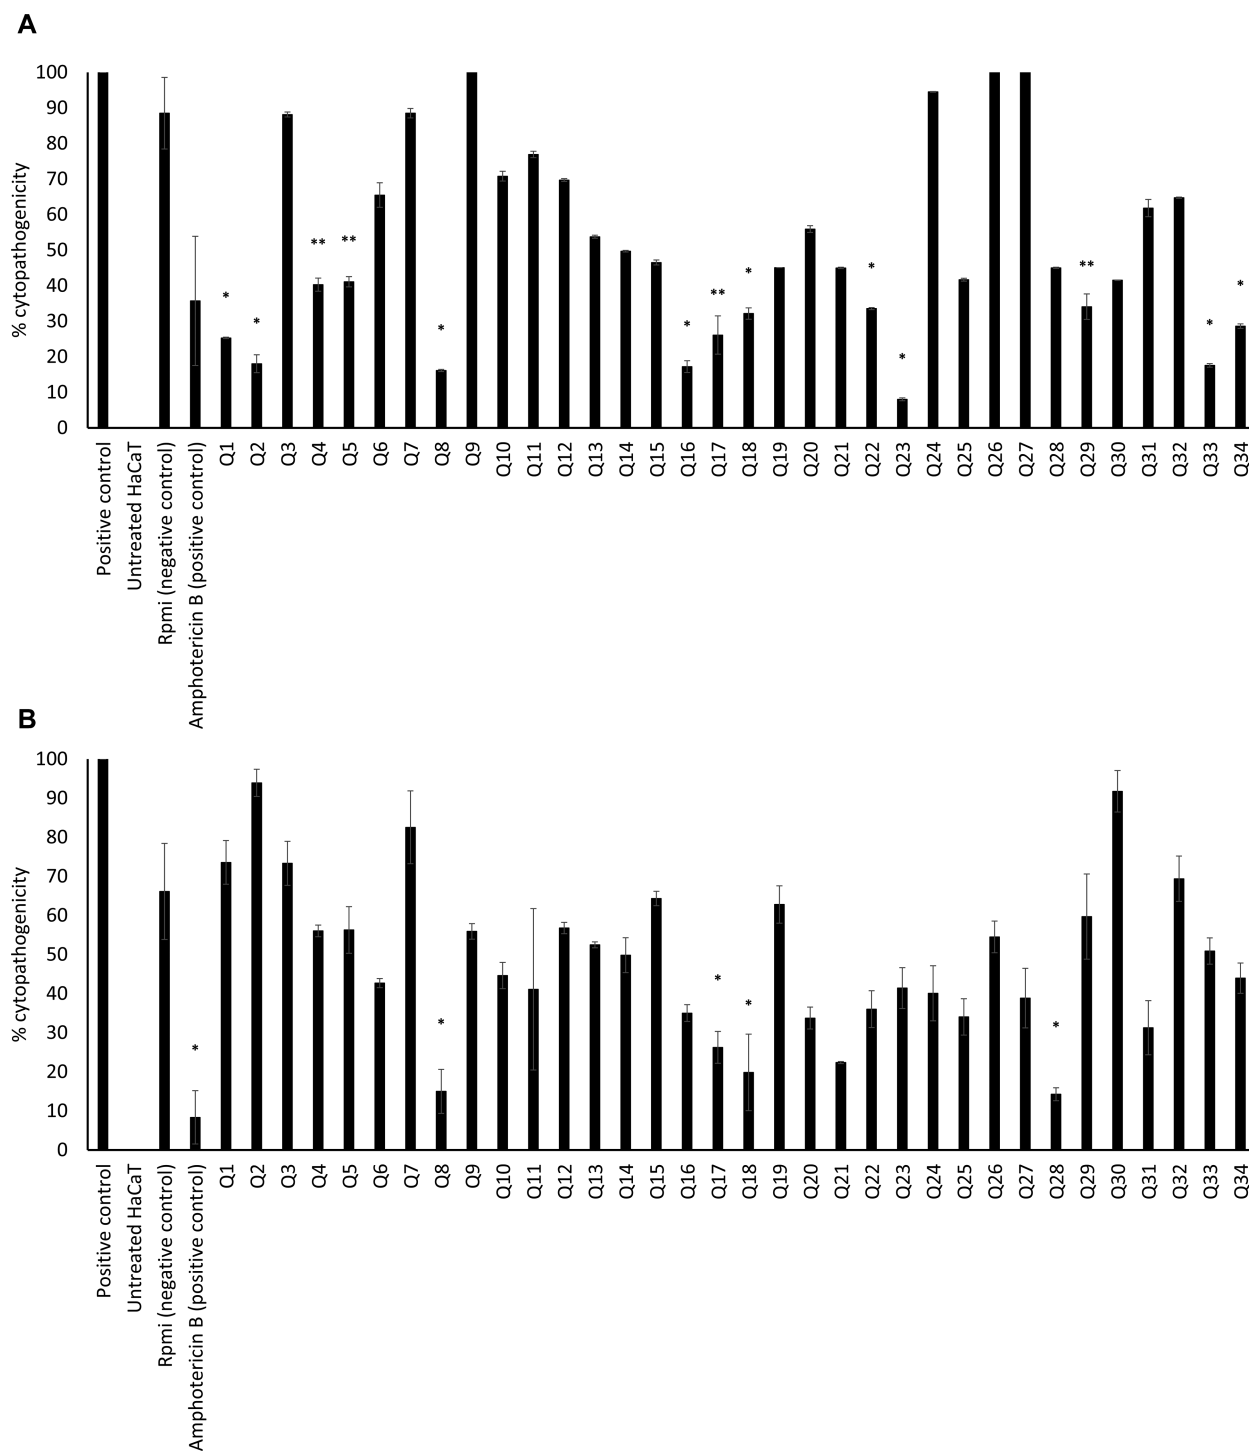 A
% cytopathogenicity
100
90
80
70
60
50
40
30
20
10
0
*
*
**
**
*
*
**
*
*
*
**
*
*
Positive control
Untreated HaCaT
Rpmi (negative control)
Amphotericin B (positive control)
Q1
Q2
Q3
Q4
Q5
Q6
Q7
Q8
Q9
Q10
Q11
Q12
Q13
Q14
Q15
Q16
Q17
Q18
Q19
Q20
Q21
Q22
Q23
Q24
Q25
Q26
Q27
Q28
Q29
Q30
Q31
Q32
Q33
Q34
B
% cytopathogenicity
100
90
80
70
60
50
40
30
20
10
0
*
*
*
*
*
Positive control
Untreated HaCaT
Rpmi (negative control)
Amphotericin B (positive control)
Q1
Q2
Q3
Q4
Q5
Q6
Q7
Q8
Q9
Q10
Q11
Q12
Q13
Q14
Q15
Q16
Q17
Q18
Q19
Q20
Q21
Q22
Q23
Q24
Q25
Q26
Q27
Q28
Q29
Q30
Q31
Q32
Q33
Q34